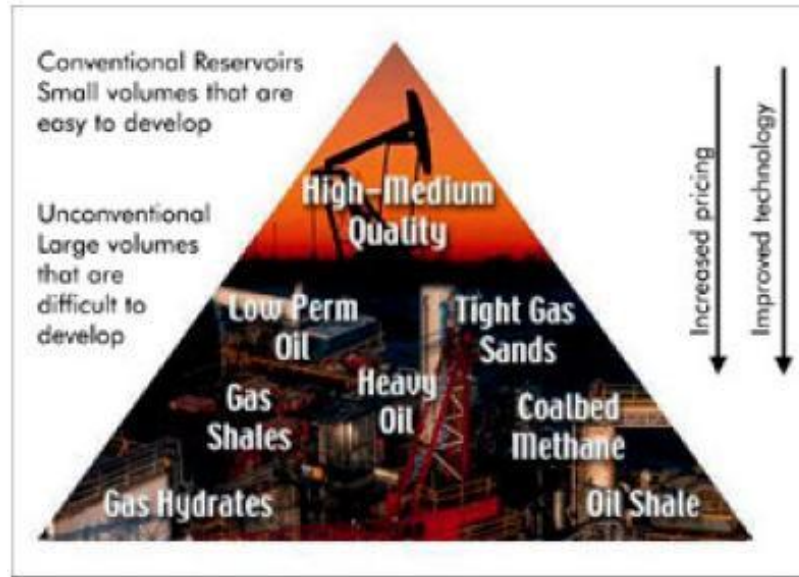 Conventional Reservoirs
Small volumes that are
easy to develop
High-Medium
Quality
Unconventional
Large volumes
that are
difficult to
develop
Low Perm
Oil
Tight Gas
Sands
Heavy
Oil
Gas
Shales
Coalbed
Methane
Gas Hydrates
Oil Shale
Increased pricing
Improved technology